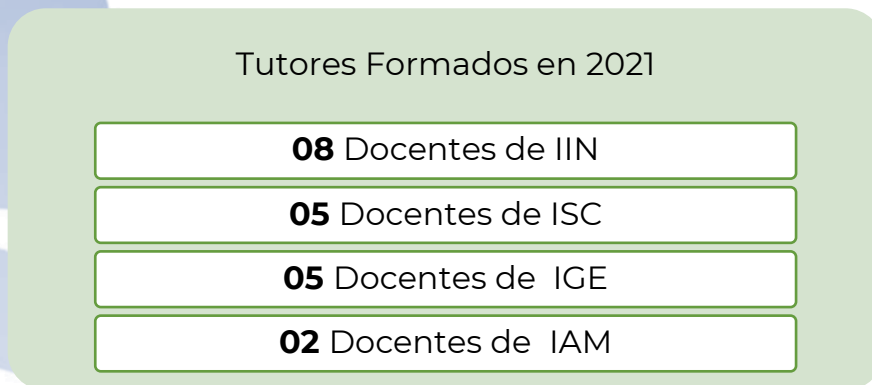 Tutores Formados en 2021
08 Docentes de IIN
05 Docentes de ISC
05 Docentes de  IGE
02 Docentes de  IAM